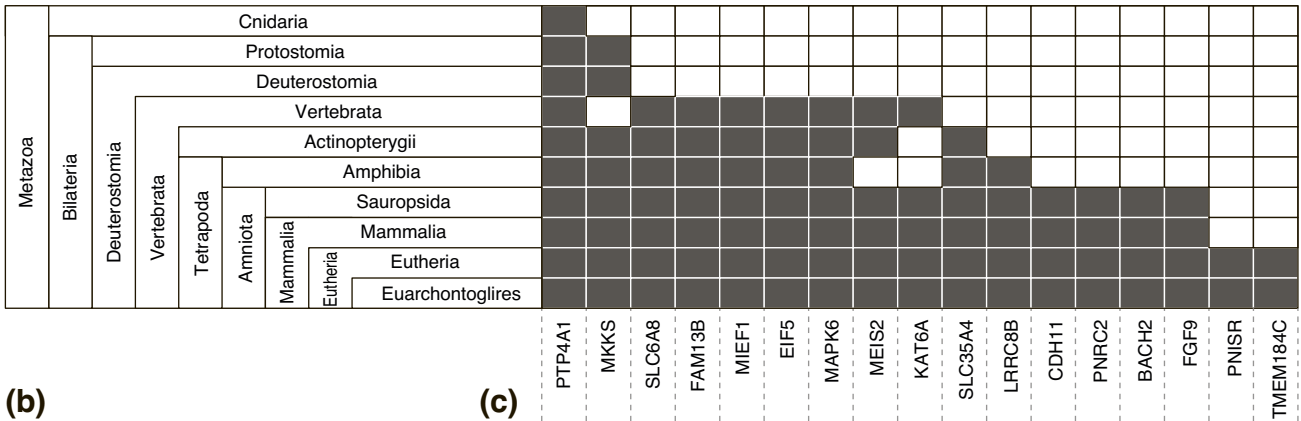 Cnidaria
Protostomia
Deuterostomia
Vertebrata
Actinopterygii
Amphibia
Sauropsida
Mammalia
Eutheria
Euarchontoglires
Metazoa
Bilateria
Deuterostomia
Vertebrata
Tetrapoda
Amniota
Mammalia
Eutheria
PTP4A1
MKKS
SLC6A8
FAM13B
MIEF1
EIF5
MAPK6
MEIS2
KAT6A
SLC35A4
LRRC8B
CDH11
PNRC2
BACH2
FGF9
PNISR
TMEM184C
(b)
(c)